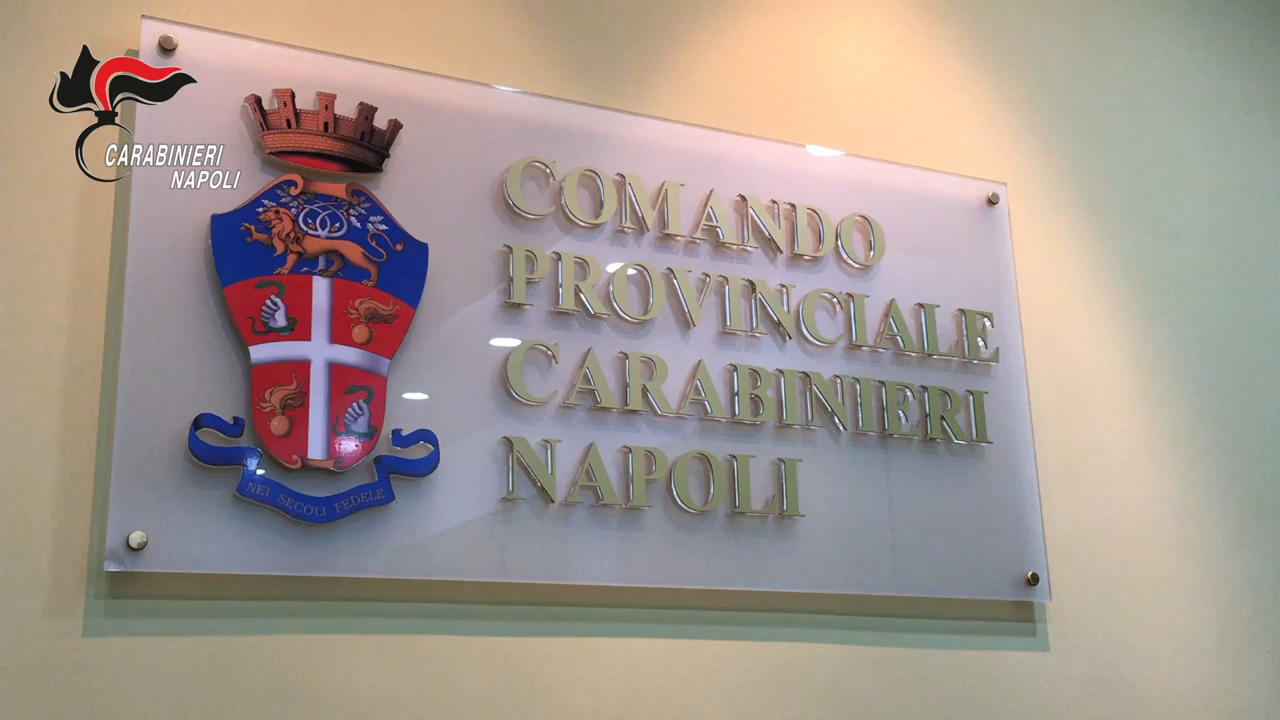 CARABINIERI
NAPOLI
COMANDO
PROVINCIALE
CARABINIERI
NAPOLI
NEI SECOLI FEDELE